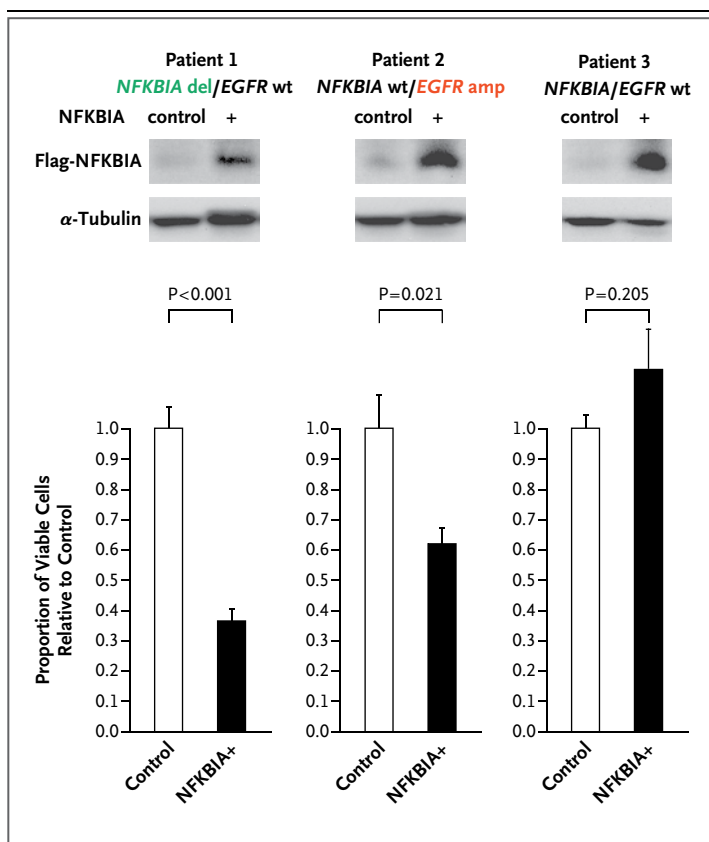 Patient 1 Patient 2 Patient 3
NFKBIA del/EGFR wt NFKBIA wt/EGFR amp NFKBIA/EGFR wt
NFKBIA control + control + control +
Flag-NFKBIA
α-Tubulin
P<0.001 P=0.021 P=0.205
Proportion of Viable Cells
Relative to Control
1.0 1.0 1.0
0.9 0.9 0.9
0.8 0.8 0.8
0.7 0.7 0.7
0.6 0.6 0.6
0.5 0.5 0.5
0.4 0.4 0.4
0.3 0.3 0.3
0.2 0.2 0.2
0.1 0.1 0.1
0.0 0.0 0.0
Control NFKBIA+ Control NFKBIA+ Control NFKBIA+